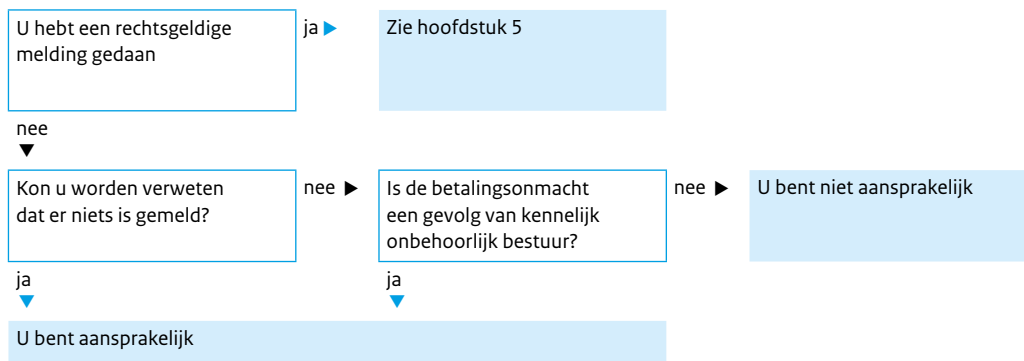 U hebt een rechtsgeldige
melding gedaan
ja
Zie hoofdstuk 5
nee
Kon u worden verweten
dat er niets is gemeld?
nee
Is de betalingsonmacht
een gevolg van kennelijk
onbehoorlijk bestuur?
nee
U bent niet aansprakelijk
ja
ja
U bent aansprakelijk